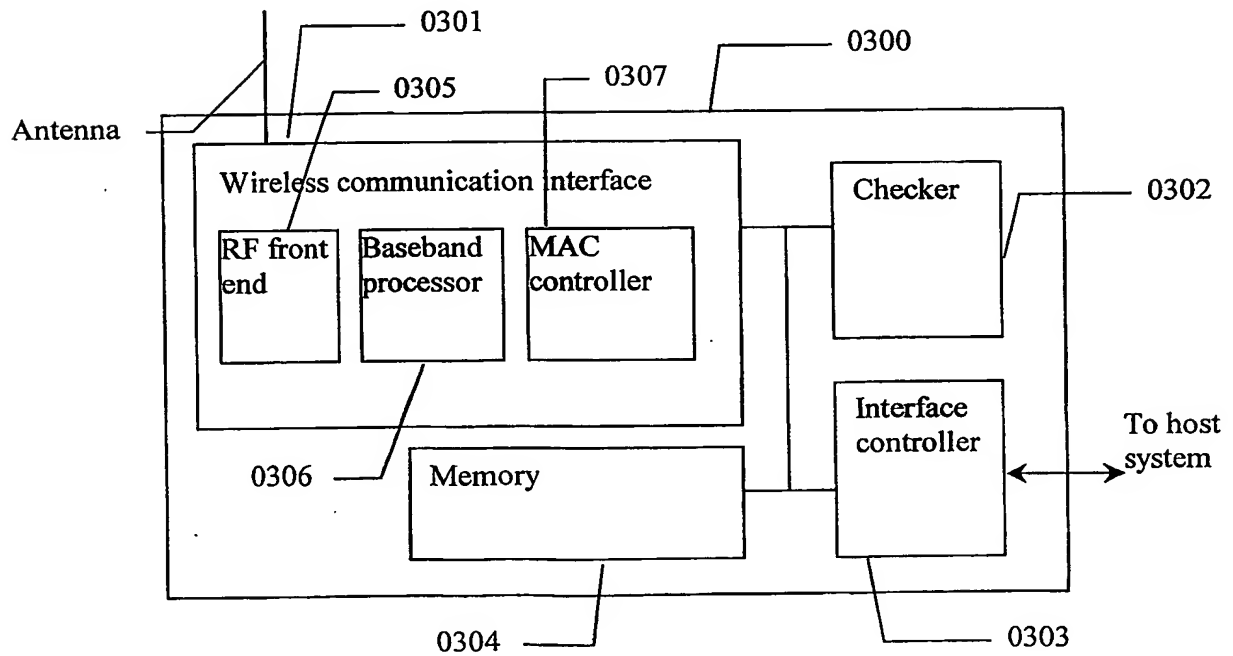 0301
0300
0307
0305
Antenna
Wireless communication interface
Checker
0302
RF front
end
Baseband
processor
MAC
controller
Interface
controller
To host
system
0306
Memory
0304
0303